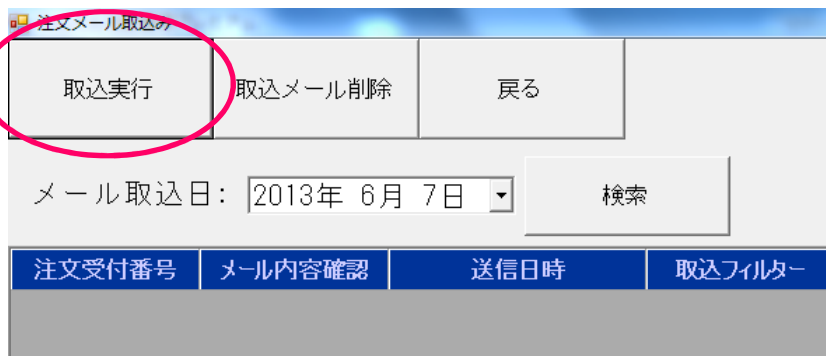 注文メール取込み
取込実行 取込メール削除 戻る
メール取込日: 2013年 6月 7日 検索
注文受付番号 メール内容確認 送信日時 取込フィルター